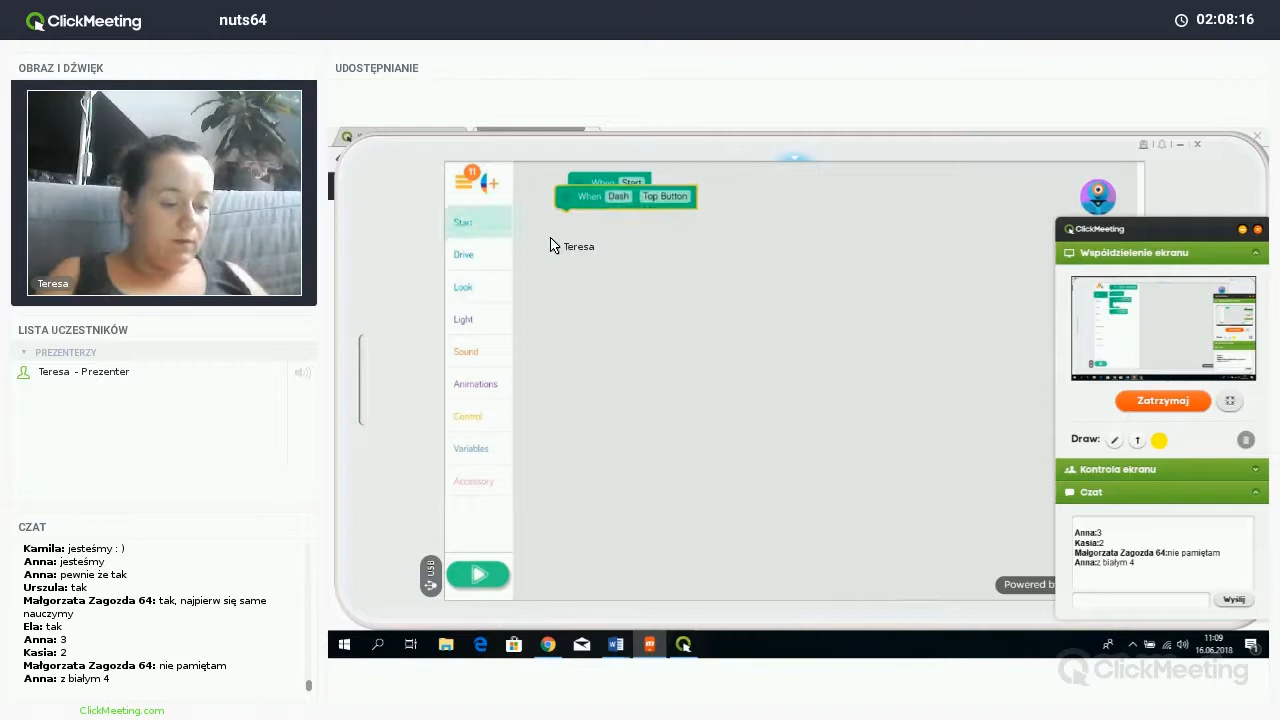 ClickMeeting
nuts64
02:08:16
OBRAZ I DŹWIĘK
Teresa
LISTA UCZESTNIKÓW
PREZENTERZY
Teresa - Prezenter
CZAT
Kamila: jesteśmy : )
Anna: jesteśmy
Anna: pewnie że tak
Urszula: tak
Małgorzata Zagozda 64: tak, najpierw się same
nauczymy
Ela: tak
Anna: 3
Kasia: 2
Małgorzata Zagozda 64: nie pamiętam
Anna: z białym 4
ClickMeeting.com
UDOSTĘPNIANIE
11
When Start
When Dash Top Button
Teresa
Start
Drive
Look
Light
Sound
Animations
Control
Variables
Accessory
USB
Powered by
ClickMeeting
Współdzielenie ekranu
Zatrzymaj
Draw:
T
Kontrola ekranu
Czat
Anna:3
Kasia:2
Małgorzata Zagozda 64:nie pamiętam
Anna:z białym 4
Wyślij
11:09
16.06.2018
ClickMeeting